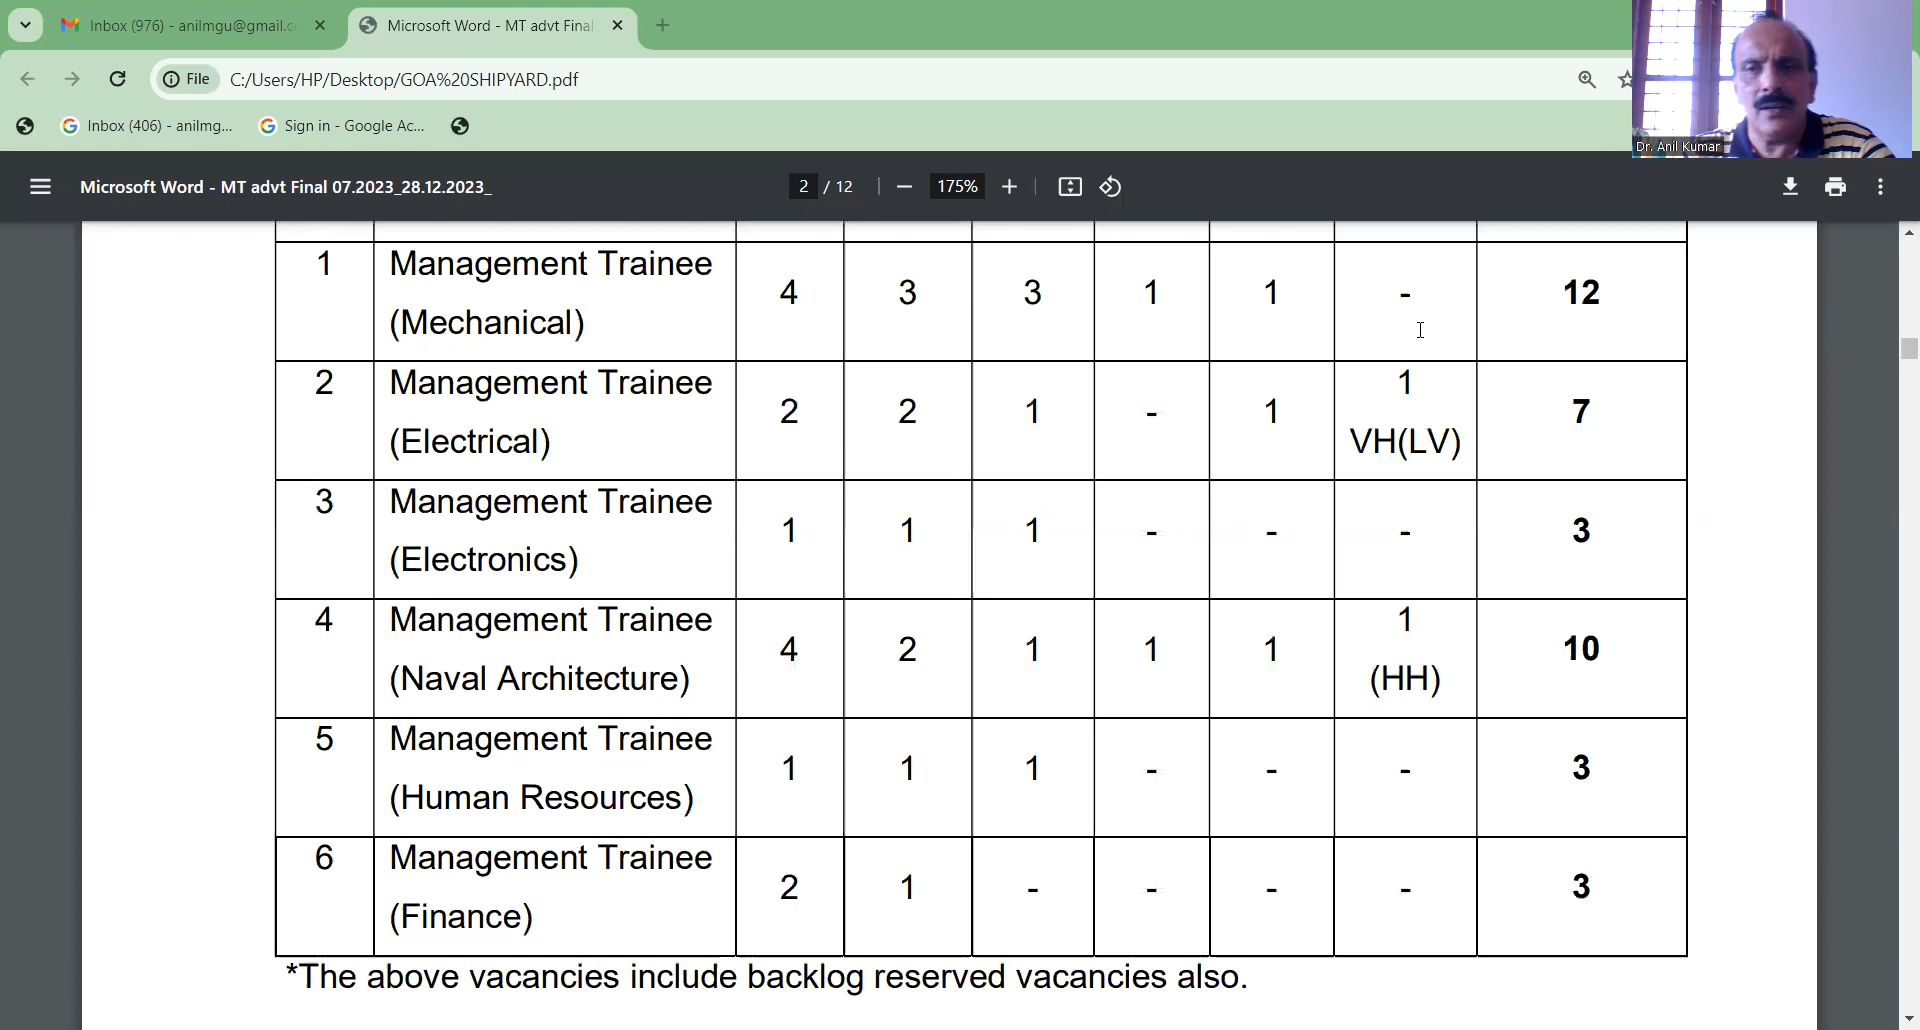 Inbox (976) - anilmgu@gmail.c
Microsoft Word - MT advt Final
File C:/Users/HP/Desktop/GOA%20SHIPYARD.pdf
Inbox (406) - anilmg... Sign in - Google Ac...
Dr. Anil Kumar
Microsoft Word - MT advt Final 07.2023_28.12.2023_ 2 / 12 175%
1 Management Trainee (Mechanical) 4 3 3 1 1 - 12
2 Management Trainee (Electrical) 2 2 1 - 1 1 VH(LV) 7
3 Management Trainee (Electronics) 1 1 1 - - - 3
4 Management Trainee (Naval Architecture) 4 2 1 1 1 1 (HH) 10
5 Management Trainee (Human Resources) 1 1 1 - - - 3
6 Management Trainee (Finance) 2 1 - - - - 3
*The above vacancies include backlog reserved vacancies also.